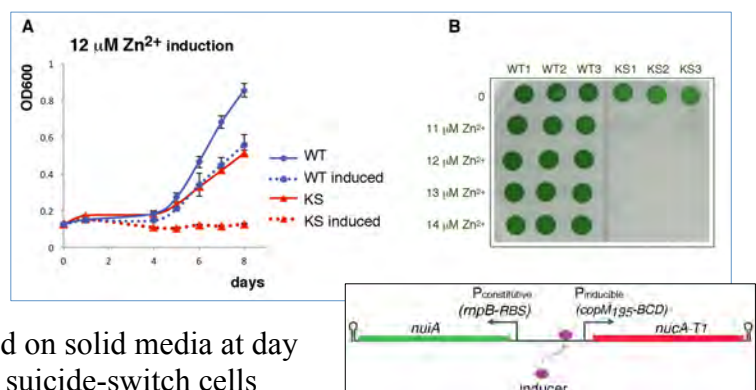 A
12 μM Zn2+ induction
OD600
1
0.8
0.6
0.4
0.2
0
0
2
4
6
8
days
WT
WT induced
KS
KS induced
B
WT1 WT2 WT3 KS1 KS2 KS3
0
11 μM Zn2+
12 μM Zn2+
13 μM Zn2+
14 μM Zn2+
Pconstitutive
(rnpB-RBS)
Pinducible
(copM195-BCD)
nuiA
nucA-T1
inducer
d on solid media at day
suicide-switch cells